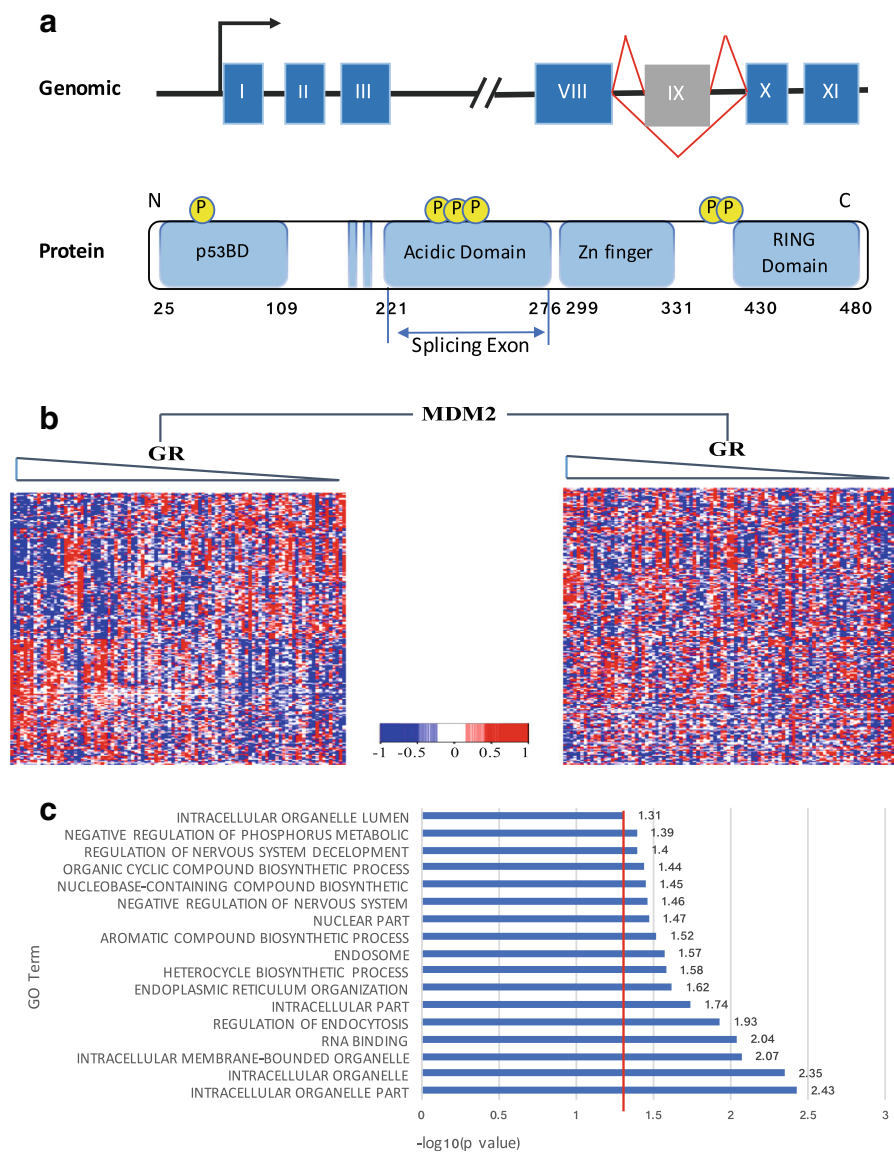 a
Genomic
I II III VIII IX X XI
N C
P P P P P P
Protein
p53BD Acidic Domain Zn finger RING Domain
25 109 221 276 299 331 430 480
Splicing Exon
b
MDM2
GR GR
-1 -0.5 0 0.5 1
c
GO Term
INTRACELLULAR ORGANELLE LUMEN 1.31
NEGATIVE REGULATION OF PHOSPHORUS METABOLIC 1.39
REGULATION OF NERVOUS SYSTEM DECELOPMENT 1.4
ORGANIC CYCLIC COMPOUND BIOSYNTHETIC PROCESS 1.44
NUCLEOBASE-CONTAINING COMPOUND BIOSYNTHETIC 1.45
NEGATIVE REGULATION OF NERVOUS SYSTEM 1.46
NUCLEAR PART 1.47
AROMATIC COMPOUND BIOSYNTHETIC PROCESS 1.52
ENDOSOME 1.57
HETEROCYCLE BIOSYNTHETIC PROCESS 1.58
ENDOPLASMIC RETICULUM ORGANIZATION 1.62
INTRACELLULAR PART 1.74
REGULATION OF ENDOCYTOSIS 1.93
RNA BINDING 2.04
INTRACELLULAR MEMBRANE-BOUNDED ORGANELLE 2.07
INTRACELLULAR ORGANELLE 2.35
INTRACELLULAR ORGANELLE PART 2.43
0 0.5 1 1.5 2 2.5 3
-log10(p value)